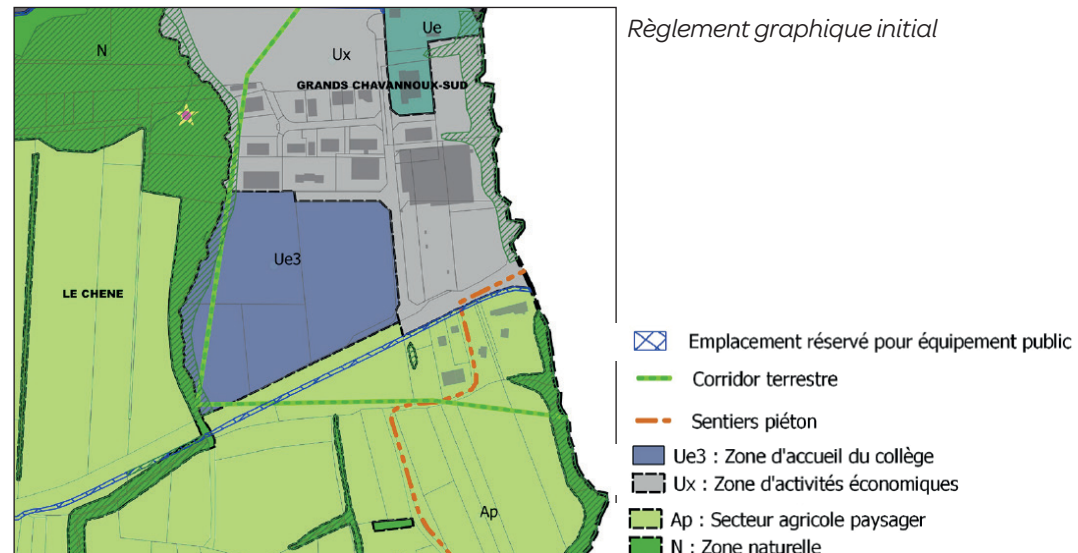 Règlement graphique initial
N
Ux
Ue
GRANDS CHAVANNOUX-SUD
Ue3
LE CHENE
Ap
Emplacement réservé pour équipement public
Corridor terrestre
Sentiers piéton
Ue3 : Zone d'accueil du collège
Ux : Zone d'activités économiques
Ap : Secteur agricole paysager
N : Zone naturelle